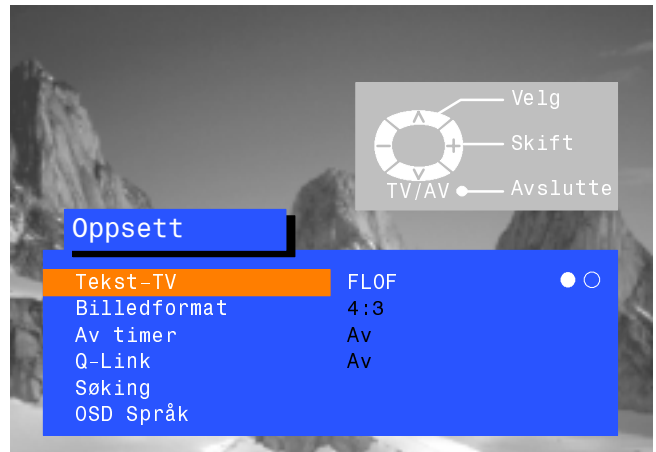 Velg
Skift
TV/AV Avslutte
Oppsett
Tekst-TV FLOF
Billedformat 4:3
Av timer Av
Q-Link Av
Søking
OSD Språk